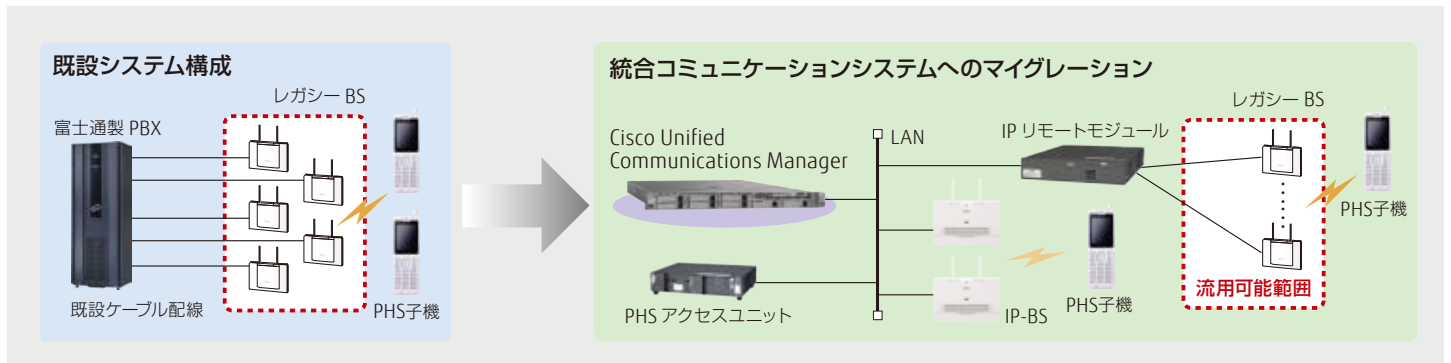 既設システム構成
レガシー BS
富士通製 PBX
既設ケーブル配線
PHS子機
統合コミュニケーションシステムへのマイグレーション
Cisco Unified
Communications Manager
LAN
IP リモートモジュール
レガシー BS
PHS子機
流用可能範囲
PHS アクセスユニット
IP-BS
PHS子機